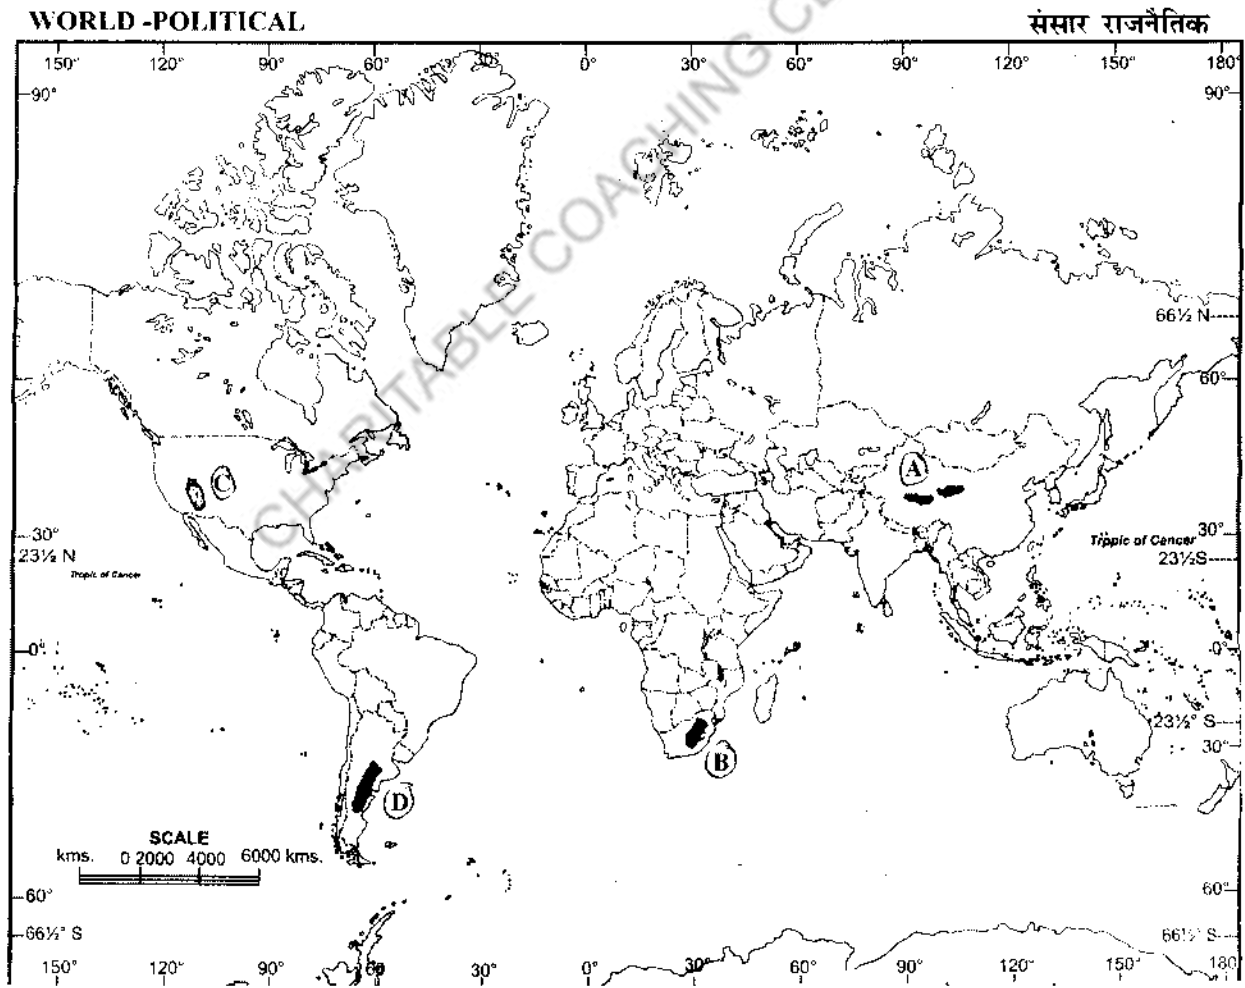 WORLD -POLITICAL
संसार राजनैतिक
150° 120° 90° 60° 30° 0° 30° 60° 90° 120° 150° 180°
90° 90°
66½ N
60°
CHARITABLE COACHING
A
C
30° 30°
23½ N
Tropic of Cancer
23½S
Tropic of Cancer
0° 0°
23½° S
30°
B
D
SCALE
kms. 0 2000 4000 6000 kms.
60° 60°
66½° S 66½° S
150° 120° 90° 60° 30° 0° 30° 60° 90° 120° 150° 180